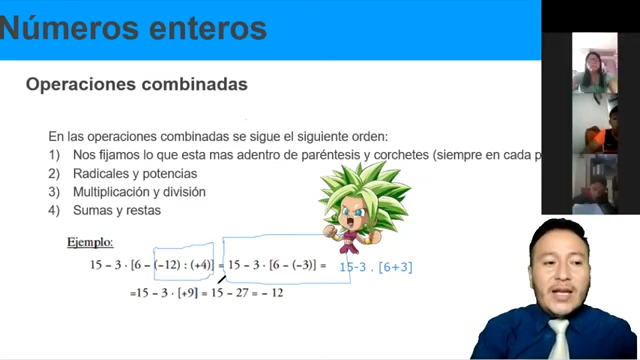 Números enteros
Operaciones combinadas
En las operaciones combinadas se sigue el siguiente orden:
1) Nos fijamos lo que esta mas adentro de paréntesis y corchetes (siempre en cada p
2) Radicales y potencias
3) Multiplicación y división
4) Sumas y restas
Ejemplo:
15 – 3 · [6 – (–12) : (+4)] = 15 – 3 · [6 – (–3)] = 15-3 . [6+3]
=15 – 3 · [+9] = 15 – 27 = – 12